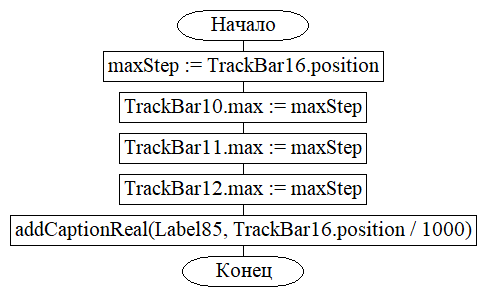 Начало
maxStep := TrackBar16.position
TrackBar10.max := maxStep
TrackBar11.max := maxStep
TrackBar12.max := maxStep
addCaptionReal(Label85, TrackBar16.position / 1000)
Конец